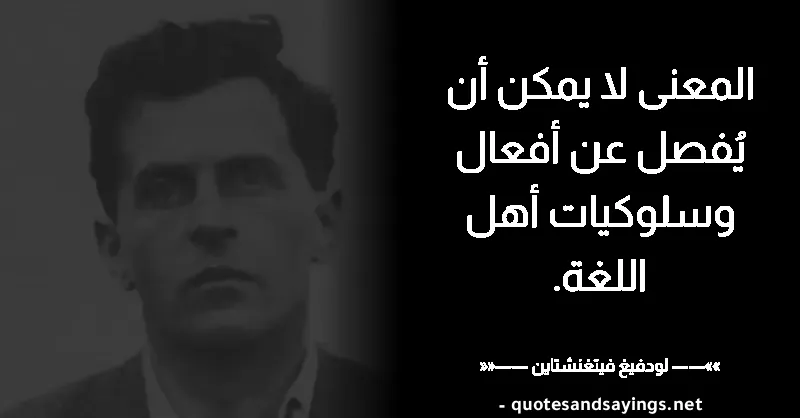 المعنى لا يمكن أن
يُفصل عن أفعال
وسلوكيات أهل
اللغة.
»»—— لودفيغ فيتغنشتاين ——««
- quotesandsayings.net